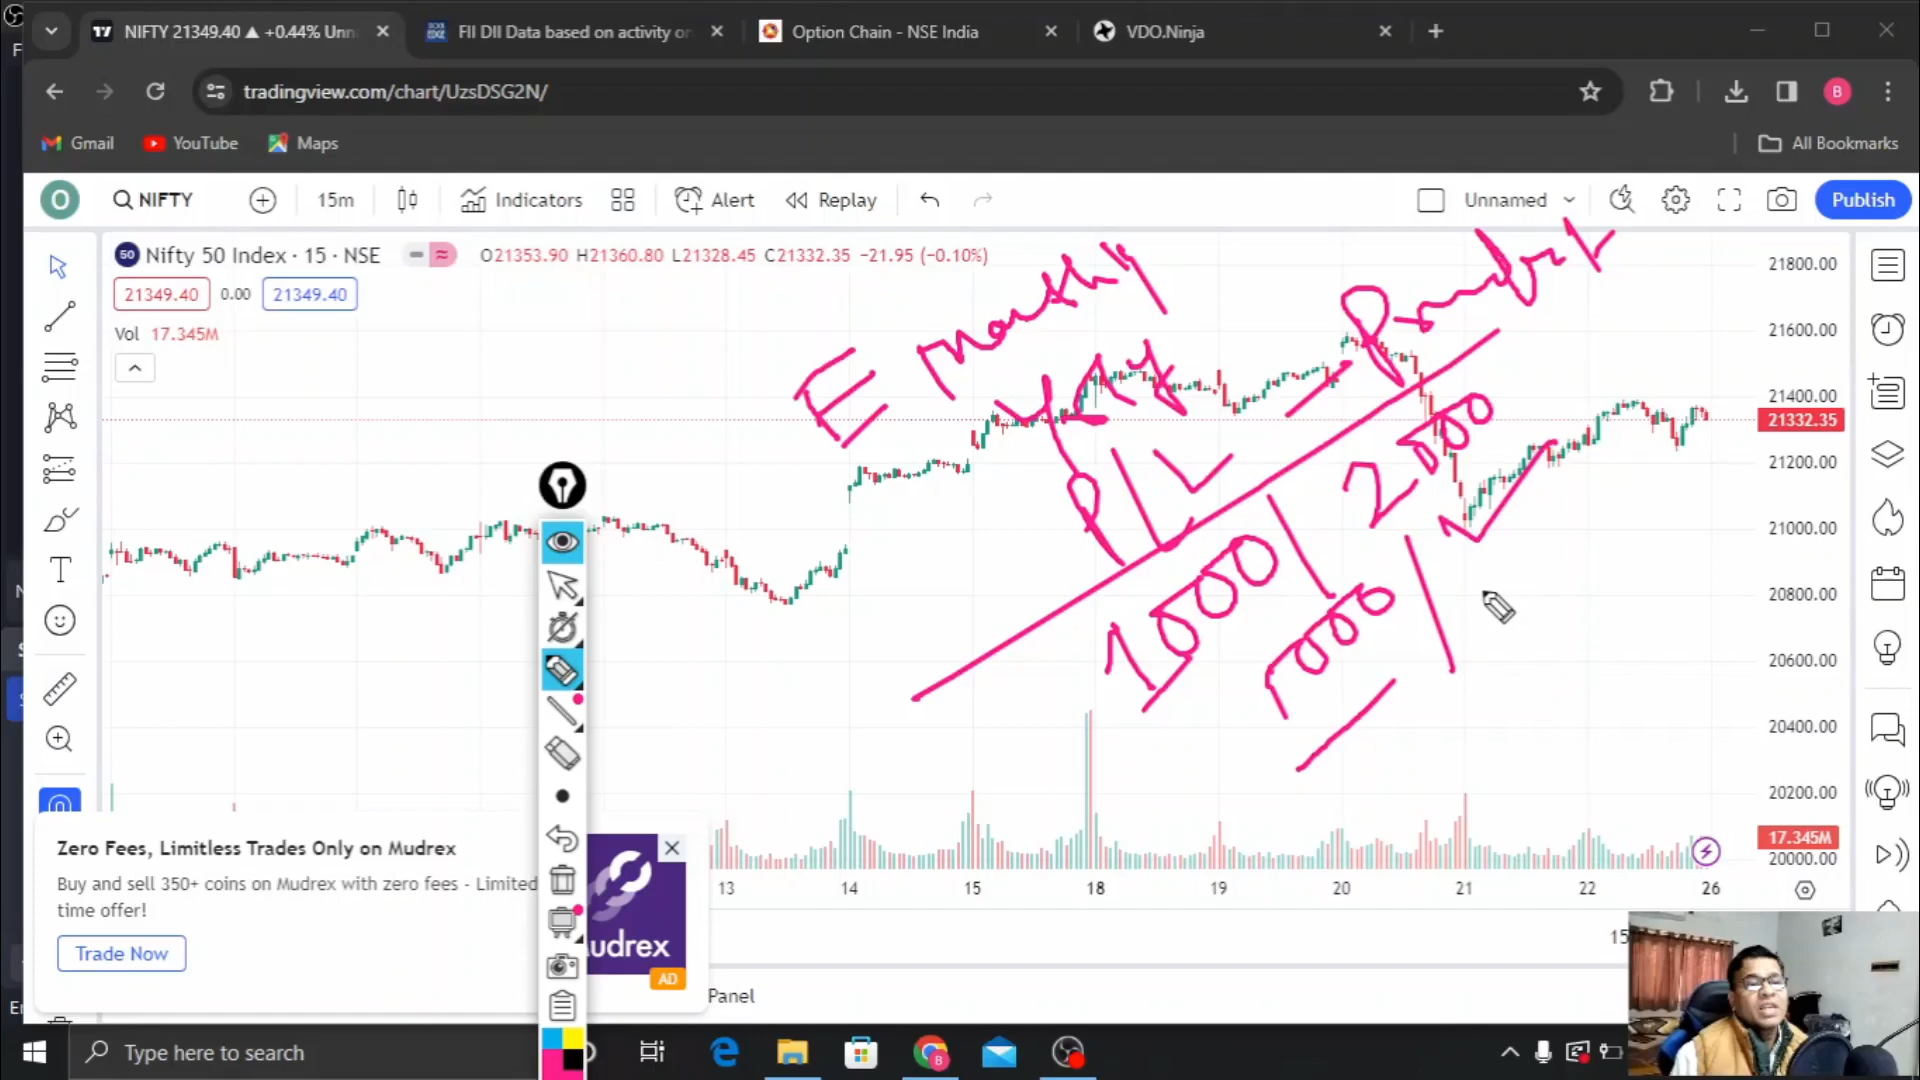 NIFTY 21349.40 ▲ +0.44% Unn
FII DII Data based on activity or
Option Chain - NSE India
VDO.Ninja
tradingview.com/chart/UzsDSG2N/
B
Gmail
YouTube
Maps
All Bookmarks
O
NIFTY
15m
Indicators
Alert
Replay
Unnamed
Publish
50 Nifty 50 Index · 15 · NSE
O21353.90 H21360.80 L21328.45 C21332.35 −21.95 (−0.10%)
21349.40 0.00 21349.40
Vol 17.345M
21800.00
21600.00
21400.00
21332.35
21200.00
21000.00
20800.00
20600.00
20400.00
20200.00
17.345M
20000.00
E
P/L
1000
2000
1000
13 14 15 18 19 20 21 22 26
15
Zero Fees, Limitless Trades Only on Mudrex
Buy and sell 350+ coins on Mudrex with zero fees - Limited
time offer!
Trade Now
udrex
AD
Panel
Type here to search